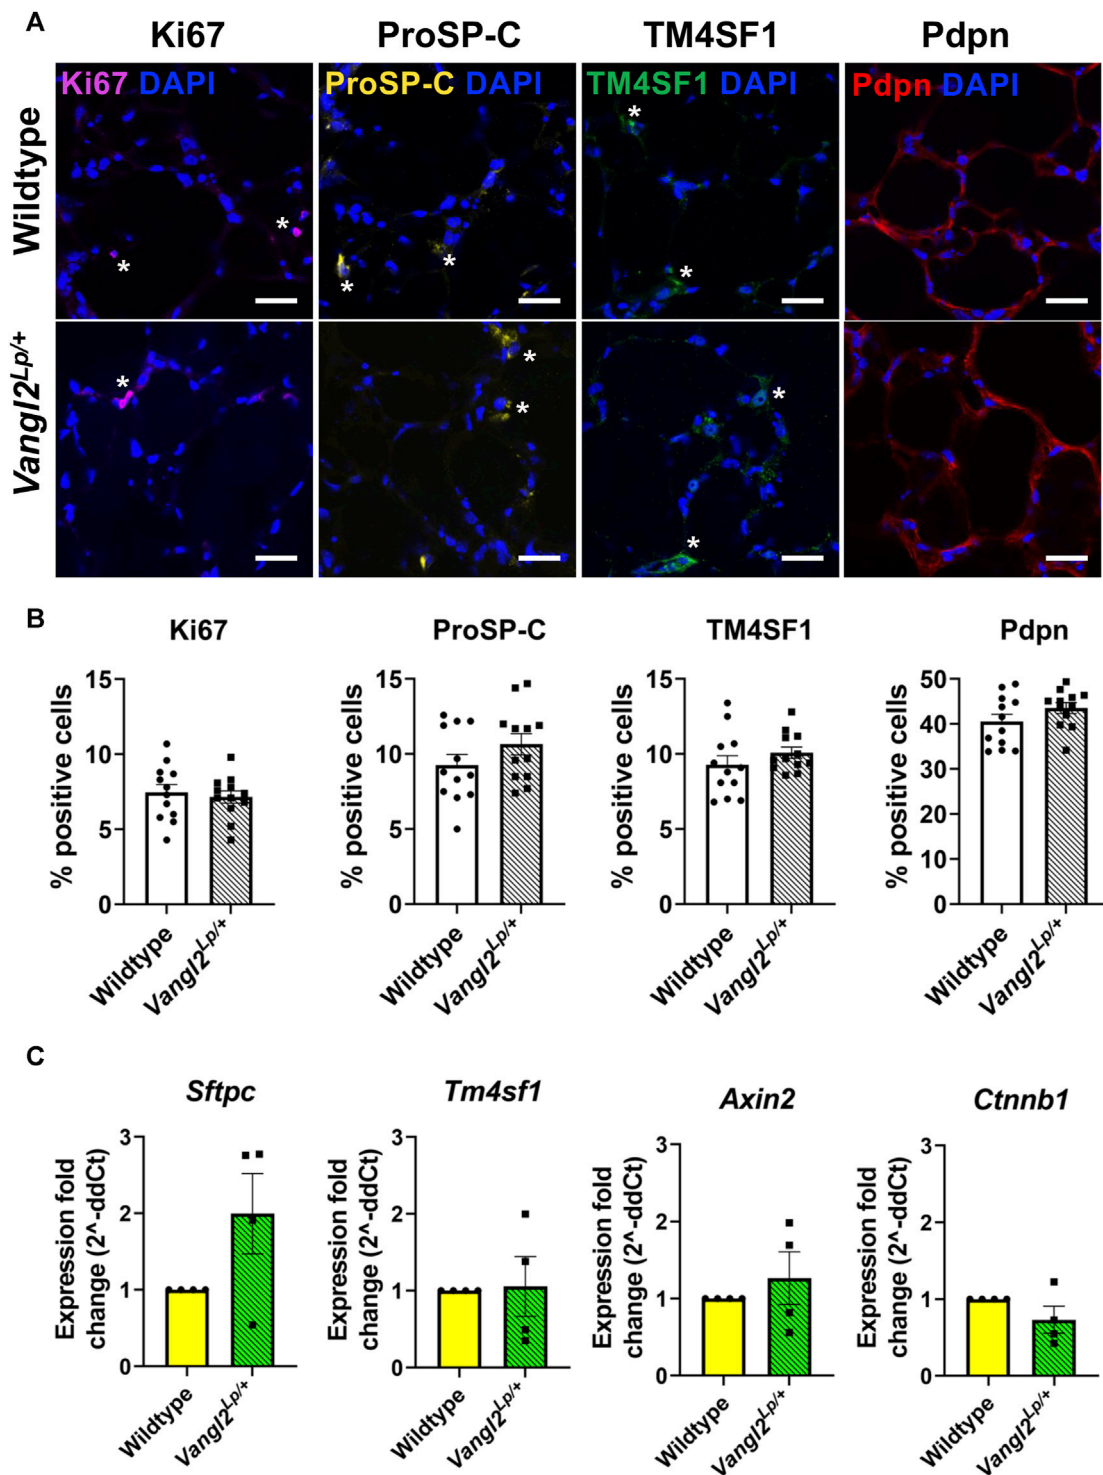 A
Ki67 ProSP-C TM4SF1 Pdpn
Wildtype
Ki67 DAPI ProSP-C DAPI TM4SF1 DAPI Pdpn DAPI
* * * * * *
Vangl2Lp/+
* * * * *
B
Ki67 ProSP-C TM4SF1 Pdpn
% positive cells
15
10
5
0
Wildtype
Vangl2Lp/+
% positive cells
15
10
5
0
Wildtype
Vangl2Lp/+
% positive cells
15
10
5
0
Wildtype
Vangl2Lp/+
% positive cells
50
40
30
20
10
0
Wildtype
Vangl2Lp/+
C
Sftpc Tm4sf1 Axin2 Ctnnb1
Expression fold
change (2^-ddCt)
3
2
1
0
Wildtype
Vangl2Lp/+
Expression fold
change (2^-ddCt)
3
2
1
0
Wildtype
Vangl2Lp/+
Expression fold
change (2^-ddCt)
3
2
1
0
Wildtype
Vangl2Lp/+
Expression fold
change (2^-ddCt)
3
2
1
0
Wildtype
Vangl2Lp/+